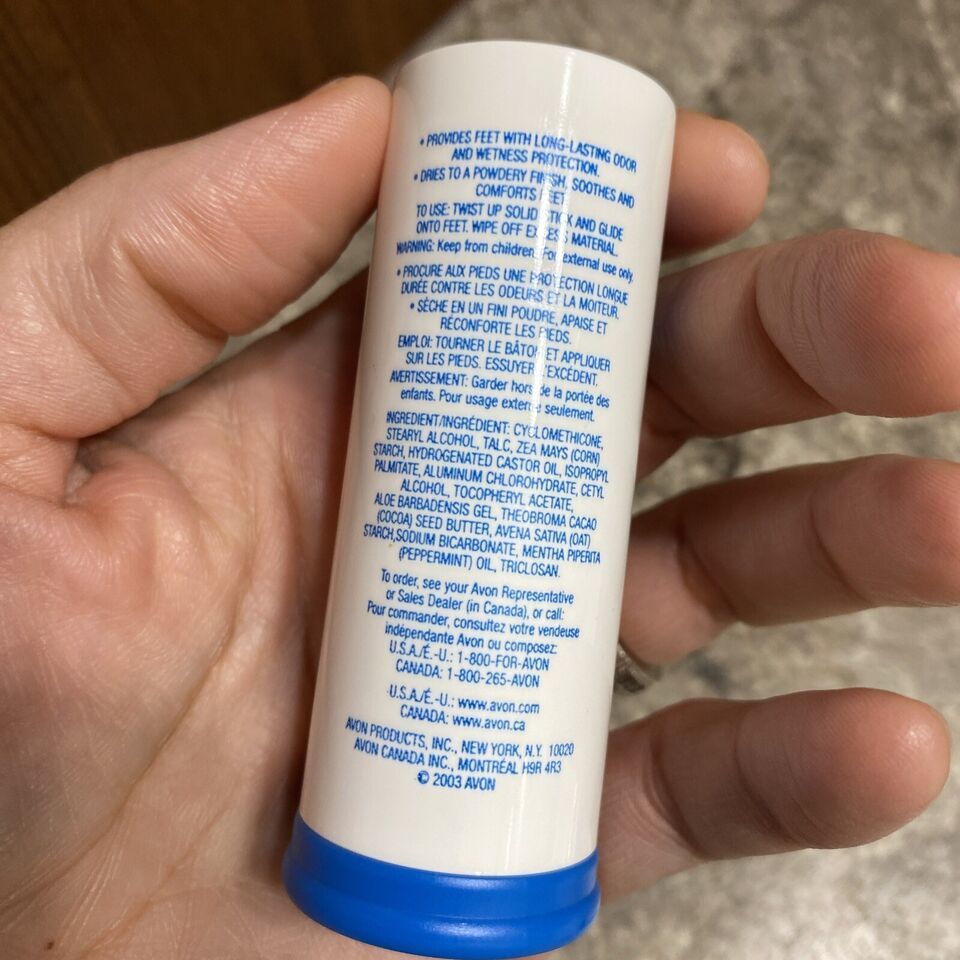 • PROVIDES FEET WITH LONG-LASTING ODOR
AND WETNESS PROTECTION.
• DRIES TO A POWDERY FINISH, SOOTHES AND
COMFORTS FEET.
TO USE: TWIST UP SOLID STICK AND GLIDE
ONTO FEET. WIPE OFF EXCESS MATERIAL.
WARNING: Keep from children. For external use only.
• PROCURE AUX PIEDS UNE PROTECTION LONGUE
DURÉE CONTRE LES ODEURS ET LA MOITEUR.
• SÈCHE EN UN FINI POUDRE, APAISE ET
RÉCONFORTE LES PIEDS.
EMPLOI: TOURNER LE BÂTON ET APPLIQUER
SUR LES PIEDS. ESSUYER L'EXCÉDENT.
AVERTISSEMENT: Garder hors de la portée des
enfants. Pour usage externe seulement.
INGREDIENT/INGRÉDIENT: CYCLOMETHICONE,
STEARYL ALCOHOL, TALC, ZEA MAYS (CORN)
STARCH, HYDROGENATED CASTOR OIL, ISOPROPYL
PALMITATE, ALUMINUM CHLOROHYDRATE, CETYL
ALCOHOL, TOCOPHERYL ACETATE,
ALOE BARBADENSIS GEL, THEOBROMA CACAO
(COCOA) SEED BUTTER, AVENA SATIVA (OAT)
STARCH,SODIUM BICARBONATE, MENTHA PIPERITA
(PEPPERMINT) OIL, TRICLOSAN.
To order, see your Avon Representative
or Sales Dealer (in Canada), or call:
Pour commander, consultez votre vendeuse
indépendante Avon ou composez:
U.S.A./É.-U.: 1-800-FOR-AVON
CANADA: 1-800-265-AVON
U.S.A./É.-U.: www.avon.com
CANADA: www.avon.ca
AVON PRODUCTS, INC., NEW YORK, N.Y. 10020
AVON CANADA INC., MONTRÉAL H9R 4R3
© 2003 AVON